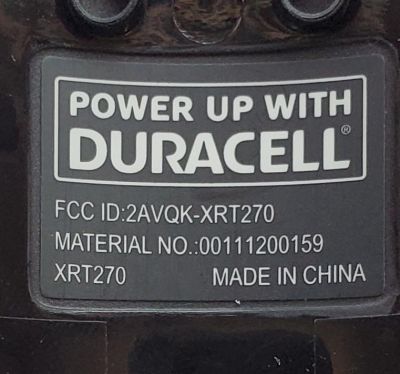 POWER UP WITH
DURACELL®
FCC ID:2AVQK-XRT270
MATERIAL NO.:00111200159
XRT270 MADE IN CHINA